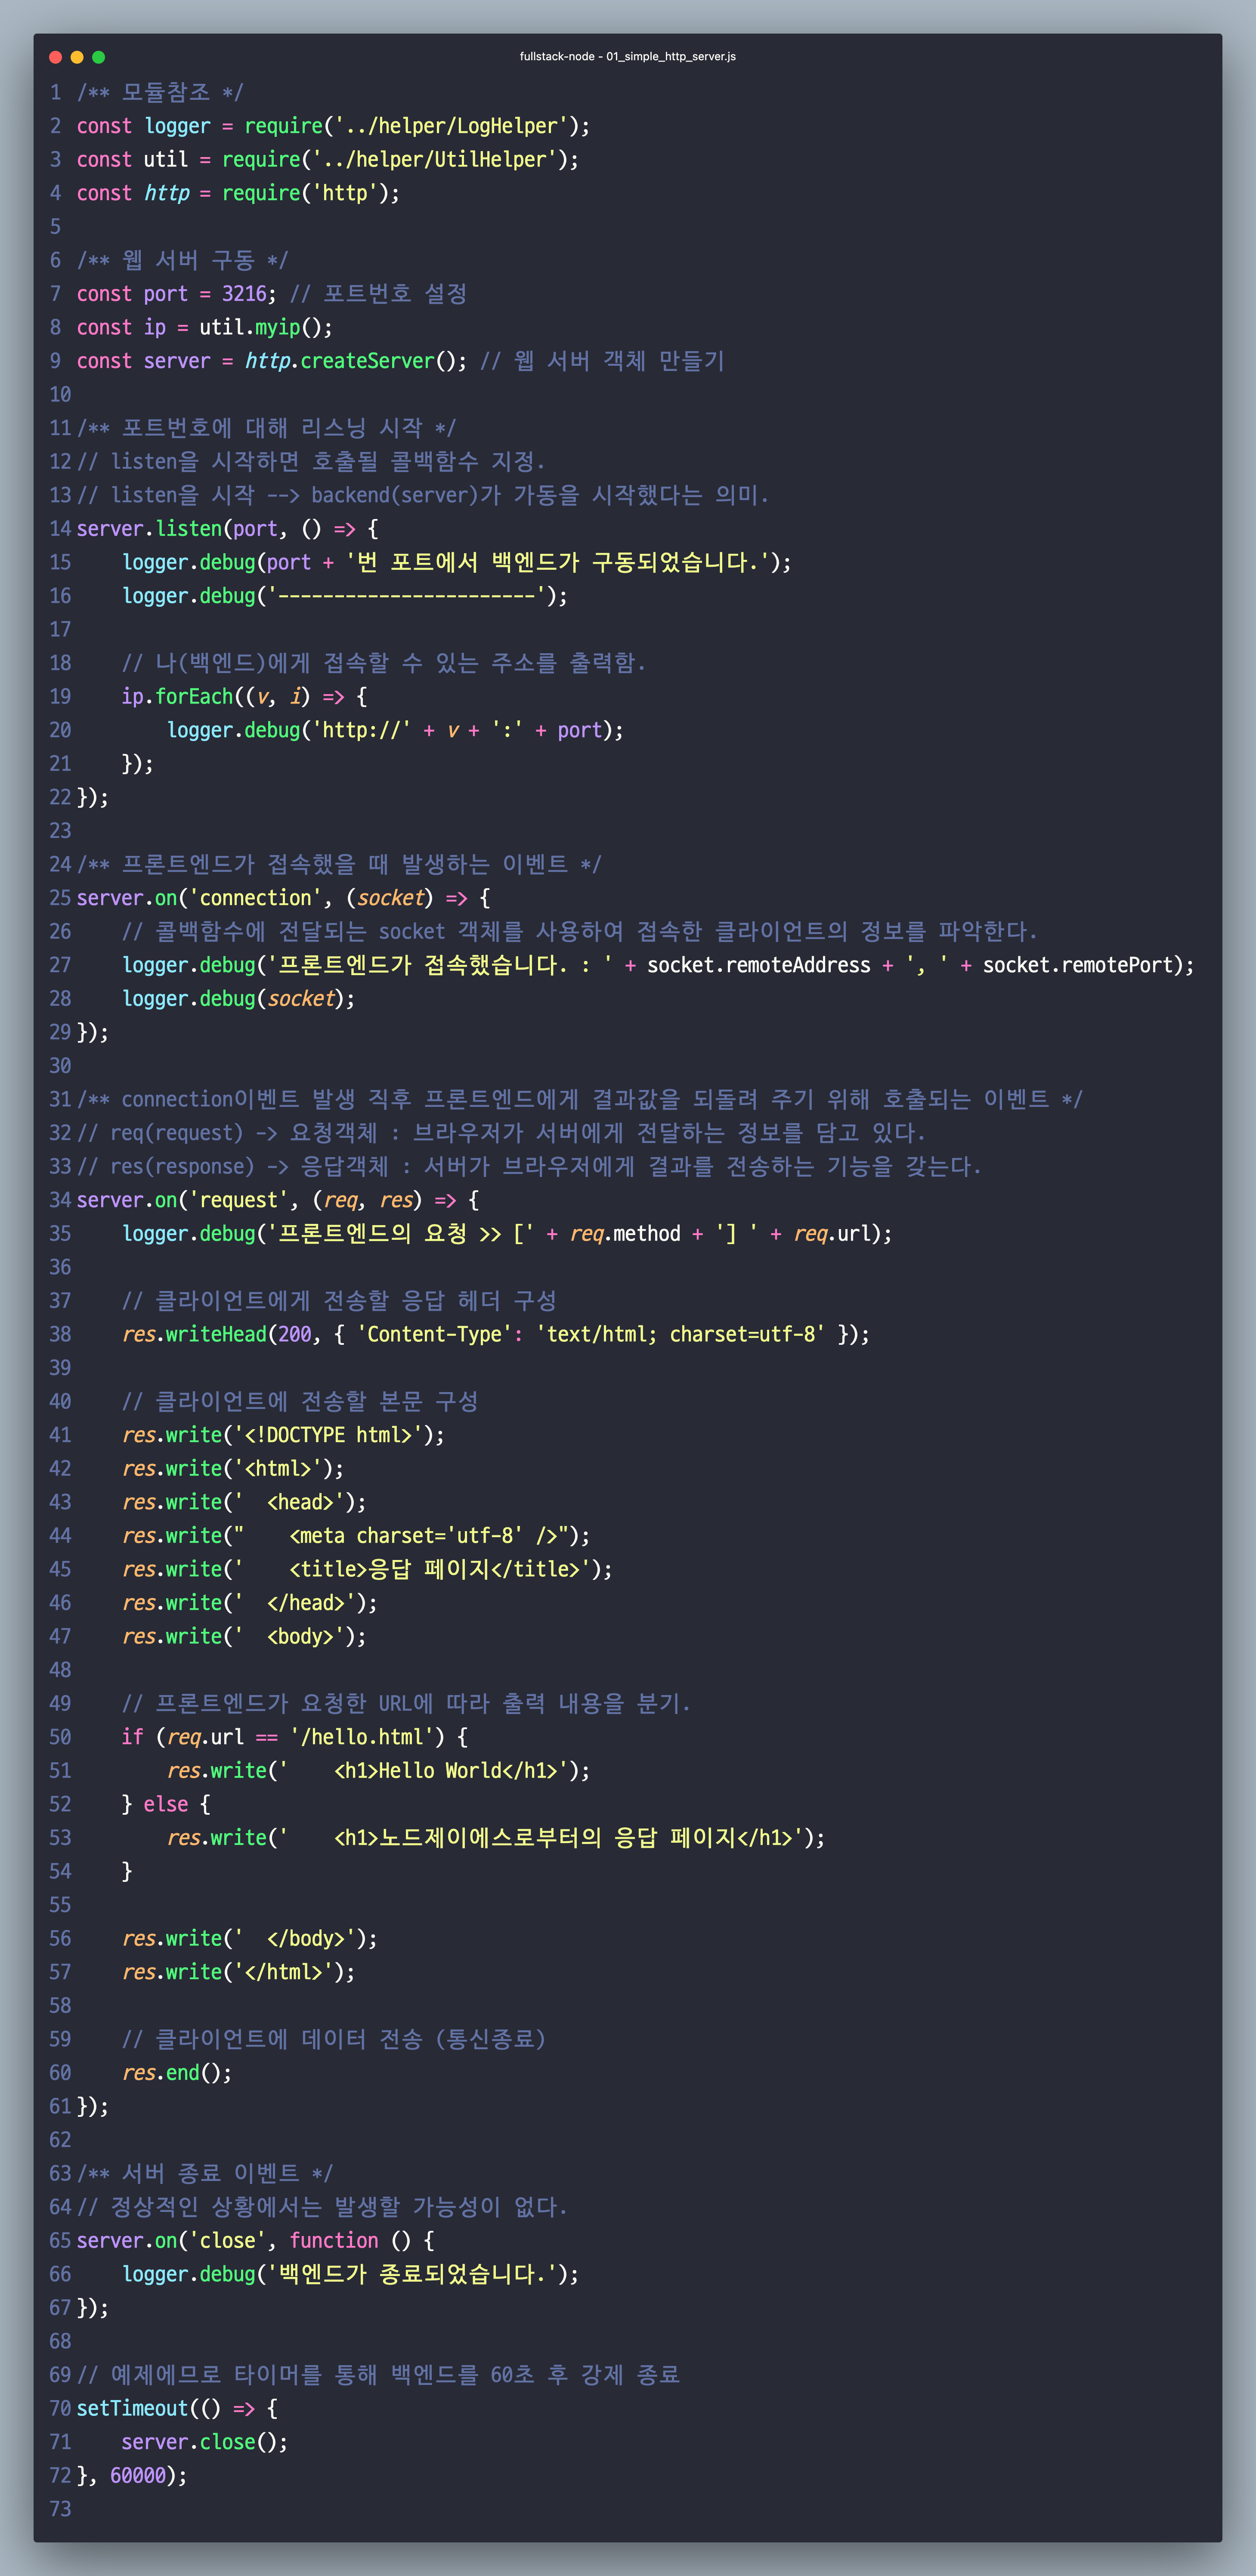 fullstack-node - 01_simple_http_server.js
1 /** 모듈참조 */
2 const logger = require('../helper/LogHelper');
3 const util = require('../helper/UtilHelper');
4 const http = require('http');
5
6 /** 웹 서버 구동 */
7 const port = 3216; // 포트번호 설정
8 const ip = util.myip();
9 const server = http.createServer(); // 웹 서버 객체 만들기
10
11 /** 포트번호에 대해 리스닝 시작 */
12 // listen을 시작하면 호출될 콜백함수 지정.
13 // listen을 시작 --> backend(server)가 가동을 시작했다는 의미.
14 server.listen(port, () => {
15     logger.debug(port + '번 포트에서 백엔드가 구동되었습니다.');
16     logger.debug('-----------------------');
17
18     // 나(백엔드)에게 접속할 수 있는 주소를 출력함.
19     ip.forEach((v, i) => {
20         logger.debug('http://' + v + ':' + port);
21     });
22 });
23
24 /** 프론트엔드가 접속했을 때 발생하는 이벤트 */
25 server.on('connection', (socket) => {
26     // 콜백함수에 전달되는 socket 객체를 사용하여 접속한 클라이언트의 정보를 파악한다.
27     logger.debug('프론트엔드가 접속했습니다. : ' + socket.remoteAddress + ', ' + socket.remotePort);
28     logger.debug(socket);
29 });
30
31 /** connection이벤트 발생 직후 프론트엔드에게 결과값을 되돌려 주기 위해 호출되는 이벤트 */
32 // req(request) -> 요청객체 : 브라우저가 서버에게 전달하는 정보를 담고 있다.
33 // res(response) -> 응답객체 : 서버가 브라우저에게 결과를 전송하는 기능을 갖는다.
34 server.on('request', (req, res) => {
35     logger.debug('프론트엔드의 요청 >> [' + req.method + '] ' + req.url);
36
37     // 클라이언트에게 전송할 응답 헤더 구성
38     res.writeHead(200, { 'Content-Type': 'text/html; charset=utf-8' });
39
40     // 클라이언트에 전송할 본문 구성
41     res.write('<!DOCTYPE html>');
42     res.write('<html>');
43     res.write('  <head>');
44     res.write("    <meta charset='utf-8' />");
45     res.write('    <title>응답 페이지</title>');
46     res.write('  </head>');
47     res.write('  <body>');
48
49     // 프론트엔드가 요청한 URL에 따라 출력 내용을 분기.
50     if (req.url == '/hello.html') {
51         res.write('    <h1>Hello World</h1>');
52     } else {
53         res.write('    <h1>노드제이에스로부터의 응답 페이지</h1>');
54     }
55
56     res.write('  </body>');
57     res.write('</html>');
58
59     // 클라이언트에 데이터 전송 (통신종료)
60     res.end();
61 });
62
63 /** 서버 종료 이벤트 */
64 // 정상적인 상황에서는 발생할 가능성이 없다.
65 server.on('close', function () {
66     logger.debug('백엔드가 종료되었습니다.');
67 });
68
69 // 예제에므로 타이머를 통해 백엔드를 60초 후 강제 종료
70 setTimeout(() => {
71     server.close();
72 }, 60000);
73